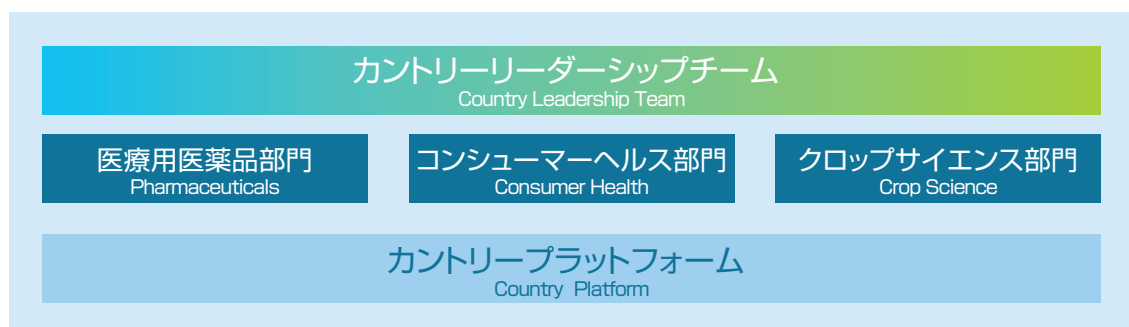 カントリーリーダーシップチーム
Country Leadership Team
医療用医薬品部門
Pharmaceuticals
コンシューマーヘルス部門
Consumer Health
クロップサイエンス部門
Crop Science
カントリープラットフォーム
Country Platform